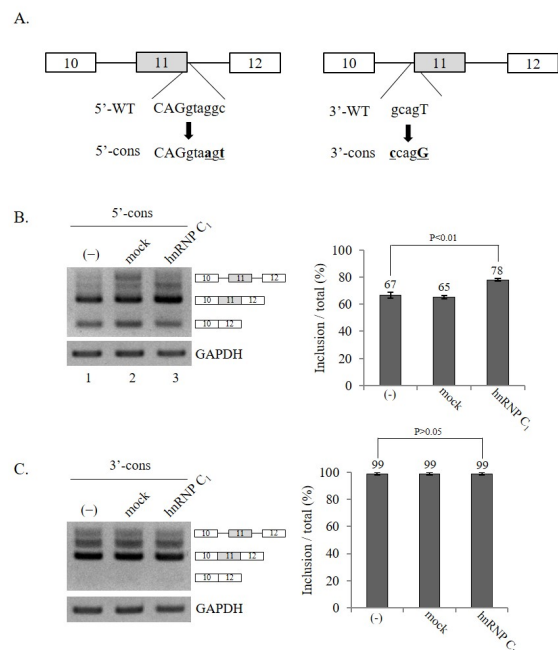 A.
10 11 12 10 11 12
5’-WT CAGgtaggc 3’-WT gcagT
5’-cons CAGgtaagt 3’-cons ccagG
B.
5’-cons
(−) mock hnRNP C1
10 11 12
10 11 12
10 12
GAPDH
1 2 3
Inclusion / total (%)
100
80
60
40
20
0
P<0.01
67 65 78
(-) mock hnRNP C1
C.
3’-cons
(−) mock hnRNP C1
10 11 12
10 11 12
10 12
GAPDH
Inclusion / total (%)
100
80
60
40
20
0
P>0.05
99 99 99
(-) mock hnRNP C